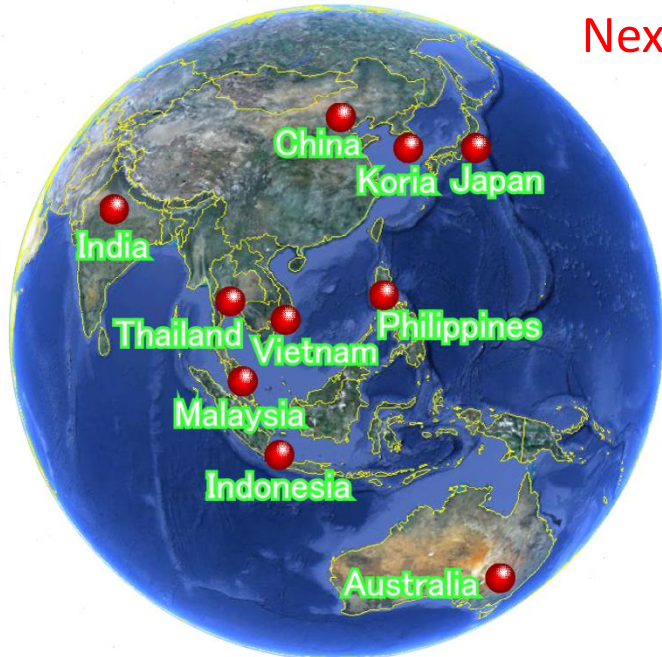 Nex
China
Koria Japan
India
Thailand
Vietnam
Philippines
Malaysia
Indonesia
Australia